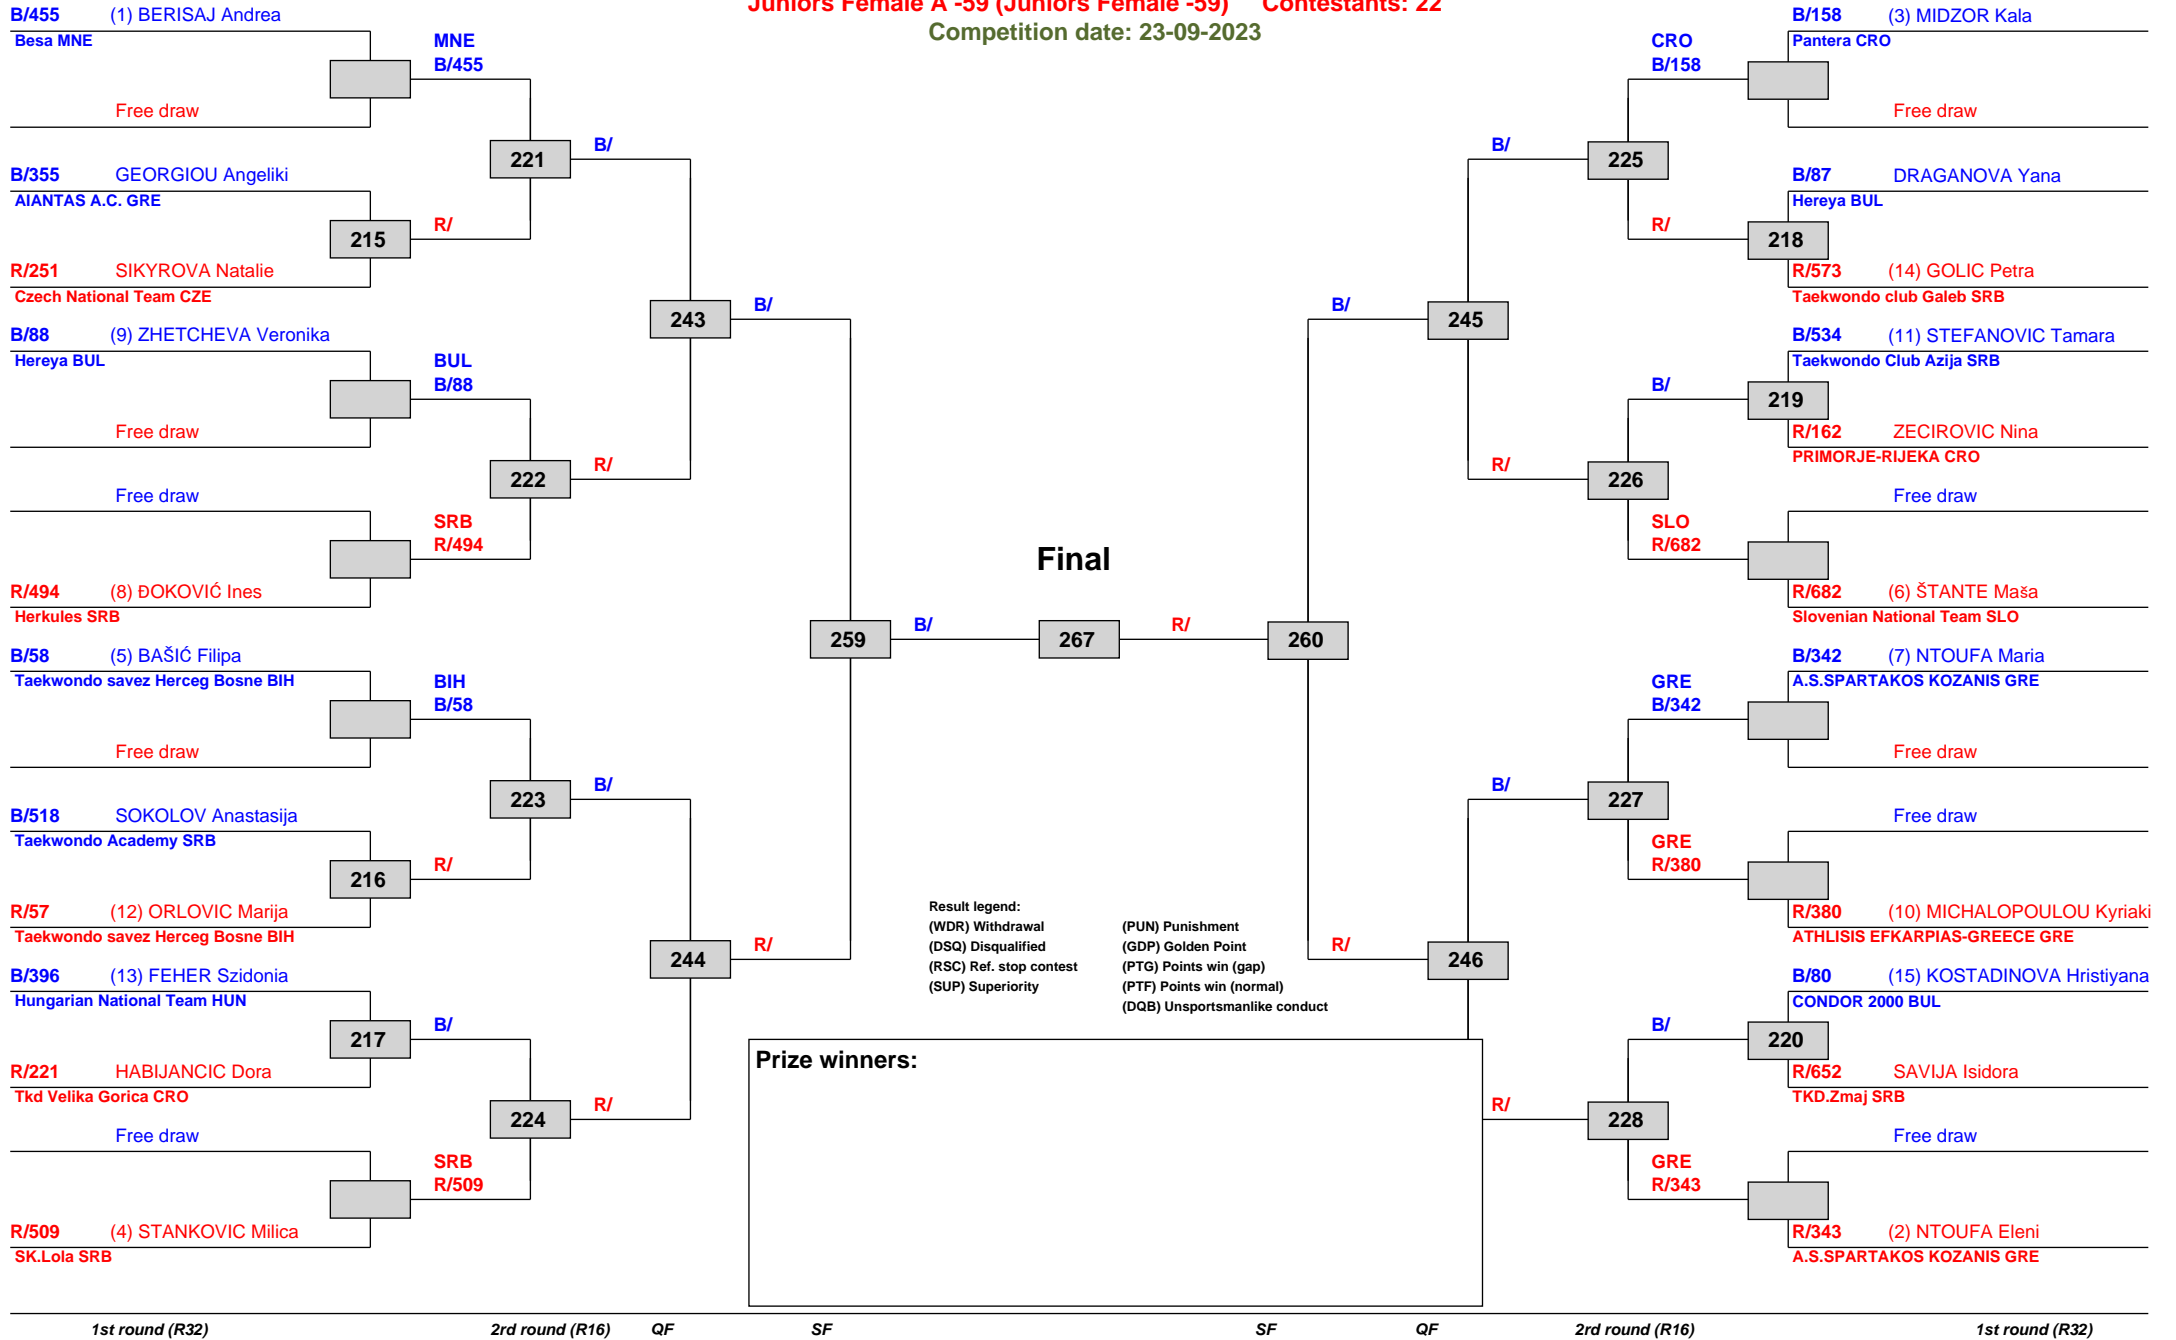 Juniors Female A -59 (Juniors Female -59) Contestants: 22
Competition date: 23-09-2023
B/455 (1) BERISAJ Andrea
Besa MNE
Free draw
MNE
B/455
B/355 GEORGIOU Angeliki
AIANTAS A.C. GRE
215
R/
R/251 SIKYROVA Natalie
Czech National Team CZE
221
B/
B/88 (9) ZHETCHEVA Veronika
Hereya BUL
Free draw
BUL
B/88
Free draw
SRB
R/494
R/494 (8) ĐOKOVIĆ Ines
Herkules SRB
222
R/
243
B/
B/58 (5) BAŠIĆ Filipa
Taekwondo savez Herceg Bosne BIH
Free draw
BIH
B/58
B/518 SOKOLOV Anastasija
Taekwondo Academy SRB
216
R/
R/57 (12) ORLOVIC Marija
Taekwondo savez Herceg Bosne BIH
223
B/
B/396 (13) FEHER Szidonia
Hungarian National Team HUN
217
B/
R/221 HABIJANCIC Dora
Tkd Velika Gorica CRO
Free draw
SRB
R/509
R/509 (4) STANKOVIC Milica
SK.Lola SRB
224
R/
244
R/
259
B/
Final
267
R/
260
B/158 (3) MIDZOR Kala
Pantera CRO
Free draw
CRO
B/158
B/87 DRAGANOVA Yana
Hereya BUL
218
R/
R/573 (14) GOLIC Petra
Taekwondo club Galeb SRB
225
B/
B/534 (11) STEFANOVIC Tamara
Taekwondo Club Azija SRB
219
B/
R/162 ZECIROVIC Nina
PRIMORJE-RIJEKA CRO
Free draw
SLO
R/682
R/682 (6) ŠTANTE Maša
Slovenian National Team SLO
226
R/
245
B/
B/342 (7) NTOUFA Maria
A.S.SPARTAKOS KOZANIS GRE
Free draw
GRE
B/342
Free draw
GRE
R/380
R/380 (10) MICHALOPOULOU Kyriaki
ATHLISIS EFKARPIAS-GREECE GRE
227
B/
B/80 (15) KOSTADINOVA Hristiyana
CONDOR 2000 BUL
220
B/
R/652 SAVIJA Isidora
TKD.Zmaj SRB
Free draw
GRE
R/343
R/343 (2) NTOUFA Eleni
A.S.SPARTAKOS KOZANIS GRE
228
R/
246
R/
Result legend:
(WDR) Withdrawal (PUN) Punishment
(DSQ) Disqualified (GDP) Golden Point
(RSC) Ref. stop contest (PTG) Points win (gap)
(SUP) Superiority (PTF) Points win (normal)
(DQB) Unsportsmanlike conduct
Prize winners:
1st round (R32) 2rd round (R16) QF SF SF QF 2rd round (R16) 1st round (R32)